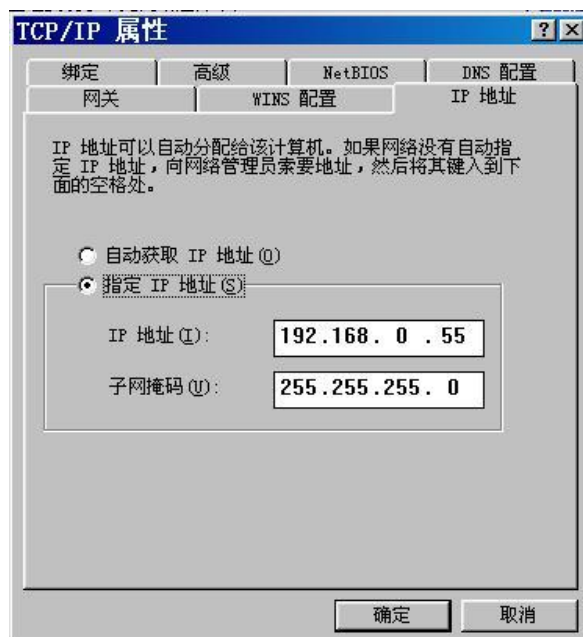 TCP/IP 属性
绑定 高级 NetBIOS DNS 配置
网关 WINS 配置 IP 地址
IP 地址可以自动分配给该计算机。如果网络没有自动指
定 IP 地址，向网络管理员索要地址，然后将其键入到下
面的空格处。
自动获取 IP 地址(O)
指定 IP 地址(S)
IP 地址(I): 192.168. 0 .55
子网掩码(U): 255.255.255. 0
确定 取消